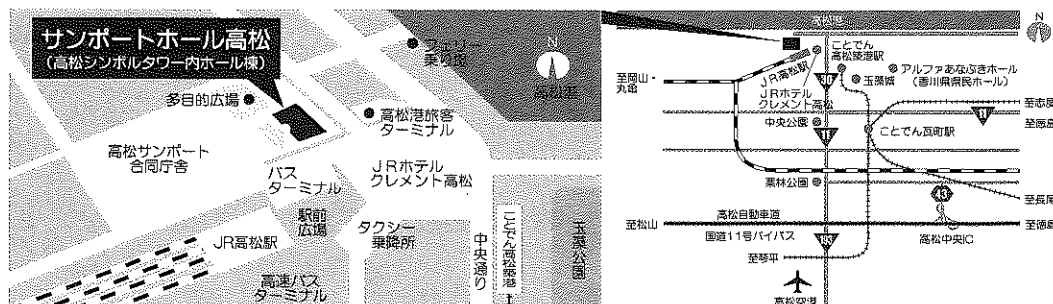 サンポートホール高松
(高松シンボルタワー内ホール棟)
フェリー
乗り場
N
高松港
多目的広場
高松港旅客
ターミナル
高松サンポート
合同庁舎
バス
ターミナル
JRホテル
クレメント高松
駅前
広場
タクシー
乗降所
JR高松駅
高速バス
ターミナル
中央通り
ことでん高松築港
玉藻公園
高松港
N
ことでん
高松築港駅
JR高松駅
30
アルファあなぶきホール
(香川県県民ホール)
玉藻城
至岡山・
丸亀
JRホテル
クレメント高松
至志度
11
中央公園
11
ことでん瓦町駅
至徳島
栗林公園
43
至長尾
至松山
高松自動車道
至徳島
国道11号バイパス
193
高松中央IC
至琴平
高松空港